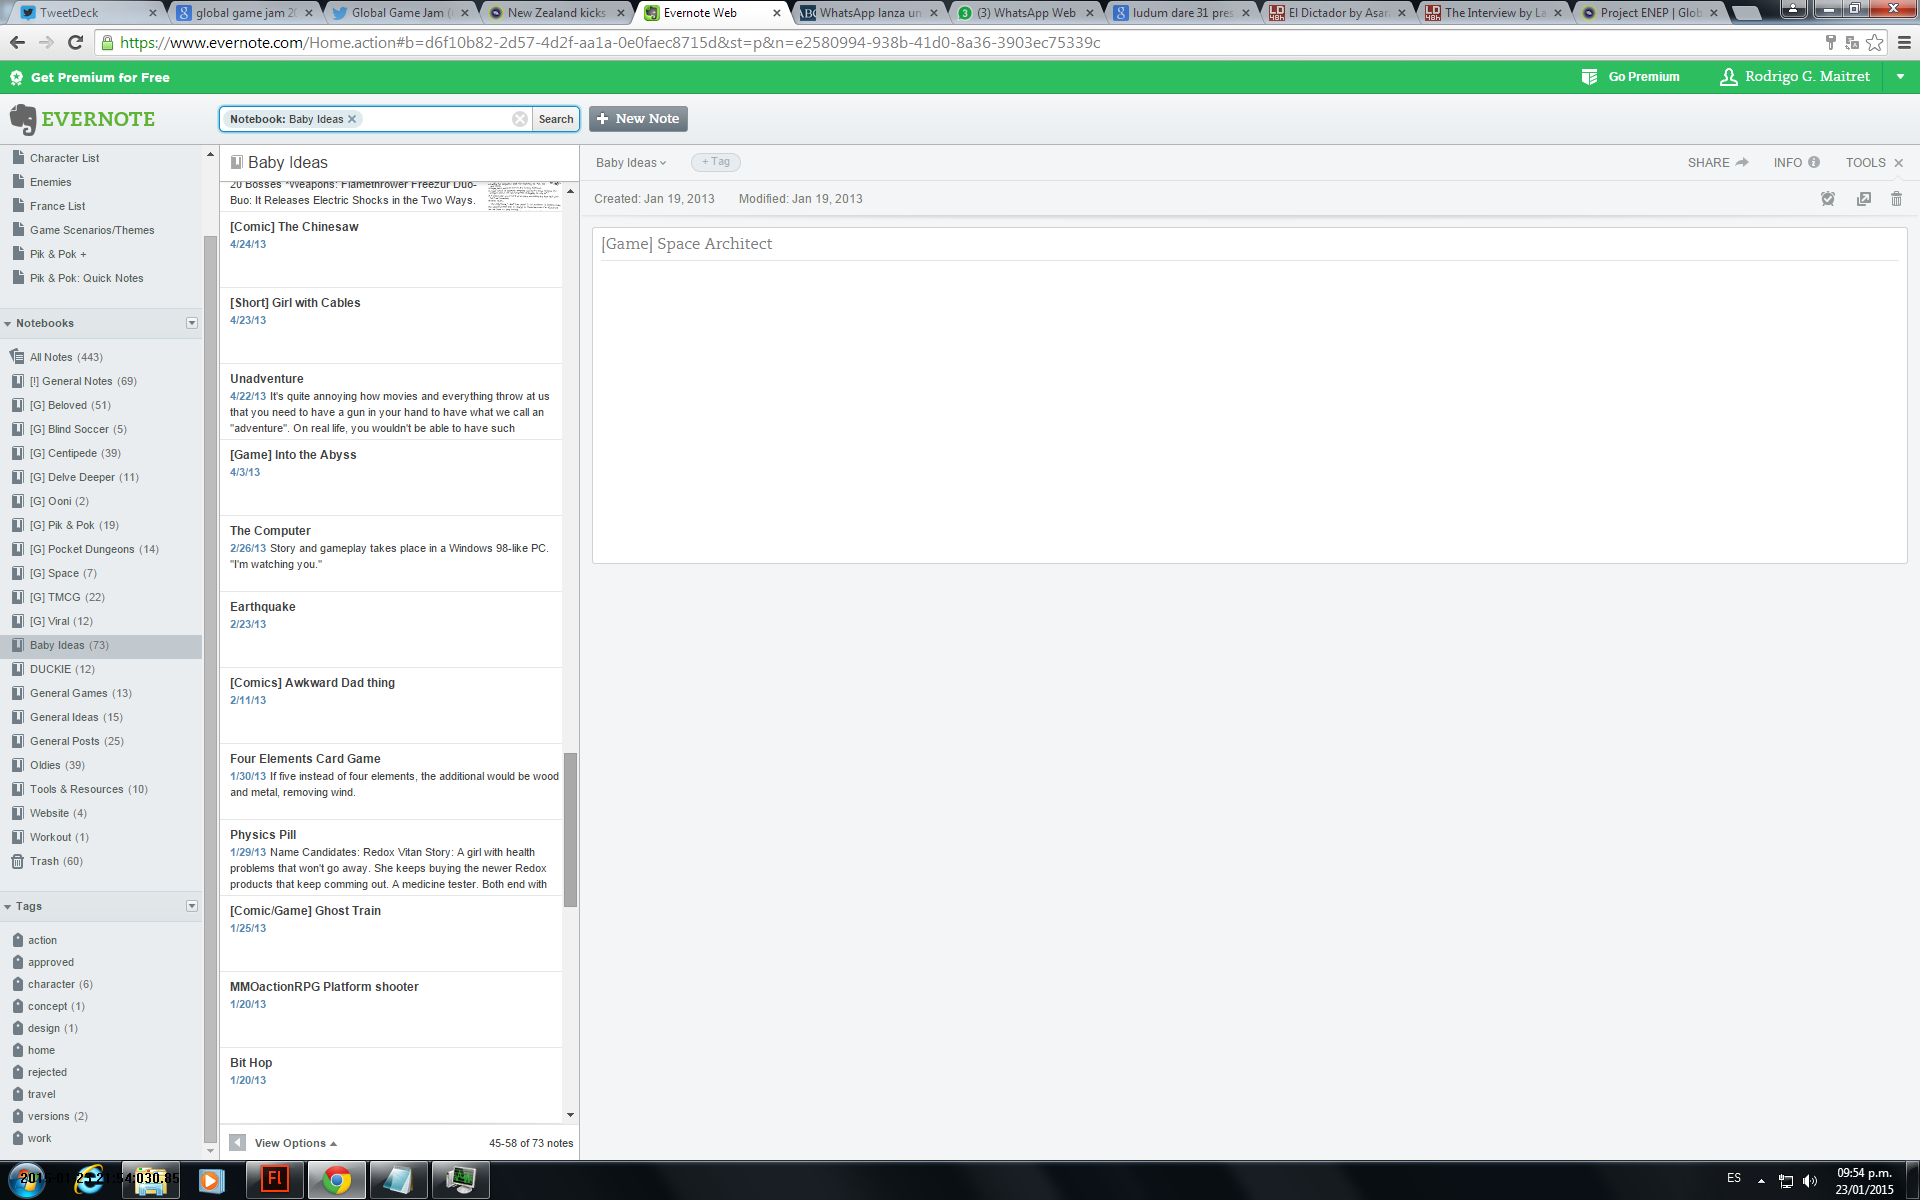 TweetDeck
global game jam 20
Global Game Jam (
New Zealand kicks
Evernote Web
WhatsApp lanza un
(3) WhatsApp Web
ludum dare 31 pres
El Dictador by Asar
The Interview by La
Project ENEP | Glob
https://www.evernote.com/Home.action#b=d6f10b82-2d57-4d2f-aa1a-0e0faec8715d&st=p&n=e2580994-938b-41d0-8a36-3903ec75339c
Get Premium for Free
Go Premium
Rodrigo G. Maitret
EVERNOTE
Notebook: Baby Ideas
Search
+ New Note
Character List
Enemies
France List
Game Scenarios/Themes
Pik & Pok +
Pik & Pok: Quick Notes
Notebooks
All Notes (443)
[!] General Notes (69)
[G] Beloved (51)
[G] Blind Soccer (5)
[G] Centipede (39)
[G] Delve Deeper (11)
[G] Ooni (2)
[G] Pik & Pok (19)
[G] Pocket Dungeons (14)
[G] Space (7)
[G] TMCG (22)
[G] Viral (12)
Baby Ideas (73)
DUCKIE (12)
General Games (13)
General Ideas (15)
General Posts (25)
Oldies (39)
Tools & Resources (10)
Website (4)
Workout (1)
Trash (60)
Tags
action
approved
character (6)
concept (1)
design (1)
home
rejected
travel
versions (2)
work
Baby Ideas
20 Bosses *Weapons: Flamethrower Freezur Duo-
Buo: It Releases Electric Shocks in the Two Ways.
[Comic] The Chinesaw
4/24/13
[Short] Girl with Cables
4/23/13
Unadventure
4/22/13 It's quite annoying how movies and everything throw at us
that you need to have a gun in your hand to have what we call an
"adventure". On real life, you wouldn't be able to have such
[Game] Into the Abyss
4/3/13
The Computer
2/26/13 Story and gameplay takes place in a Windows 98-like PC.
"I'm watching you."
Earthquake
2/23/13
[Comics] Awkward Dad thing
2/11/13
Four Elements Card Game
1/30/13 If five instead of four elements, the additional would be wood
and metal, removing wind.
Physics Pill
1/29/13 Name Candidates: Redox Vitan Story: A girl with health
problems that won't go away. She keeps buying the newer Redox
products that keep comming out. A medicine tester. Both end with
[Comic/Game] Ghost Train
1/25/13
MMOactionRPG Platform shooter
1/20/13
Bit Hop
1/20/13
View Options
45-58 of 73 notes
Baby Ideas
+ Tag
SHARE
INFO
TOOLS
Created: Jan 19, 2013
Modified: Jan 19, 2013
[Game] Space Architect
Fl
ES
09:54 p.m.
23/01/2015